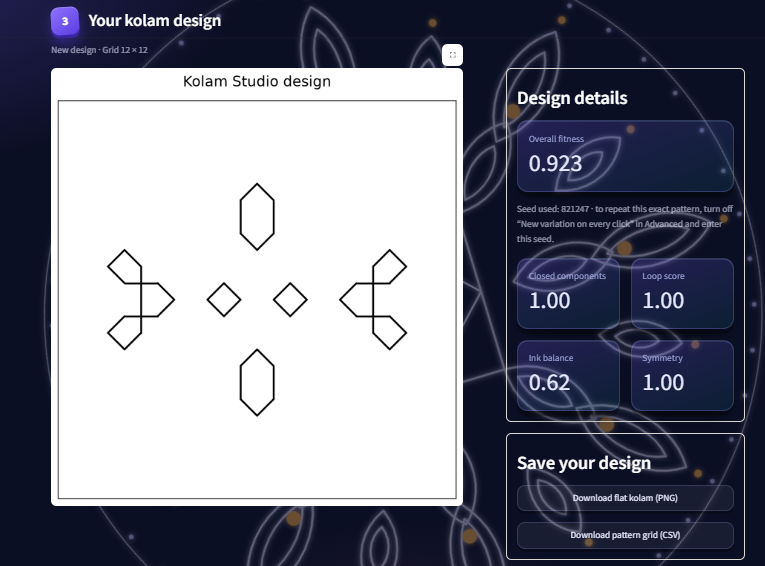 3 Your kolam design
New design · Grid 12 × 12
Kolam Studio design
Design details
Overall fitness
0.923
Seed used: 821247 · to repeat this exact pattern, turn off
“New variation on every click” in Advanced and enter
this seed.
Closed components
1.00
Loop score
1.00
Ink balance
0.62
Symmetry
1.00
Save your design
Download flat kolam (PNG)
Download pattern grid (CSV)